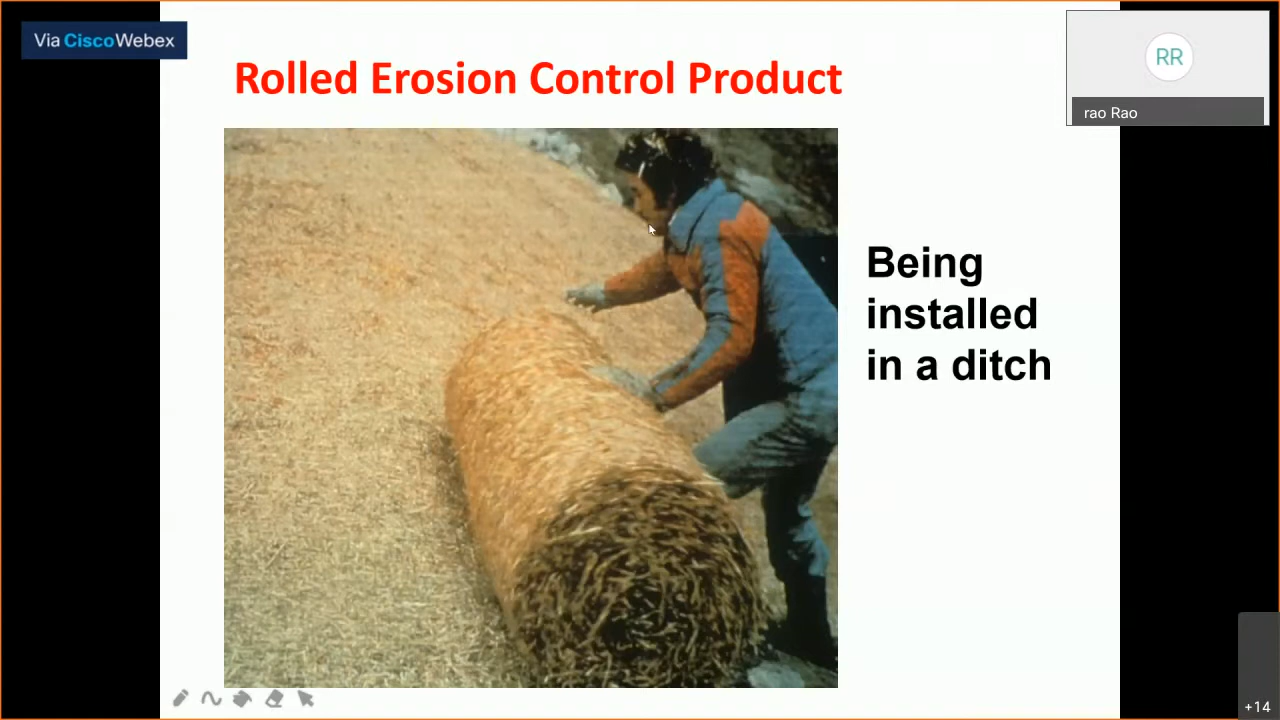 Via CiscoWebex
Rolled Erosion Control Product
RR
rao Rao
Being
installed
in a ditch
+14